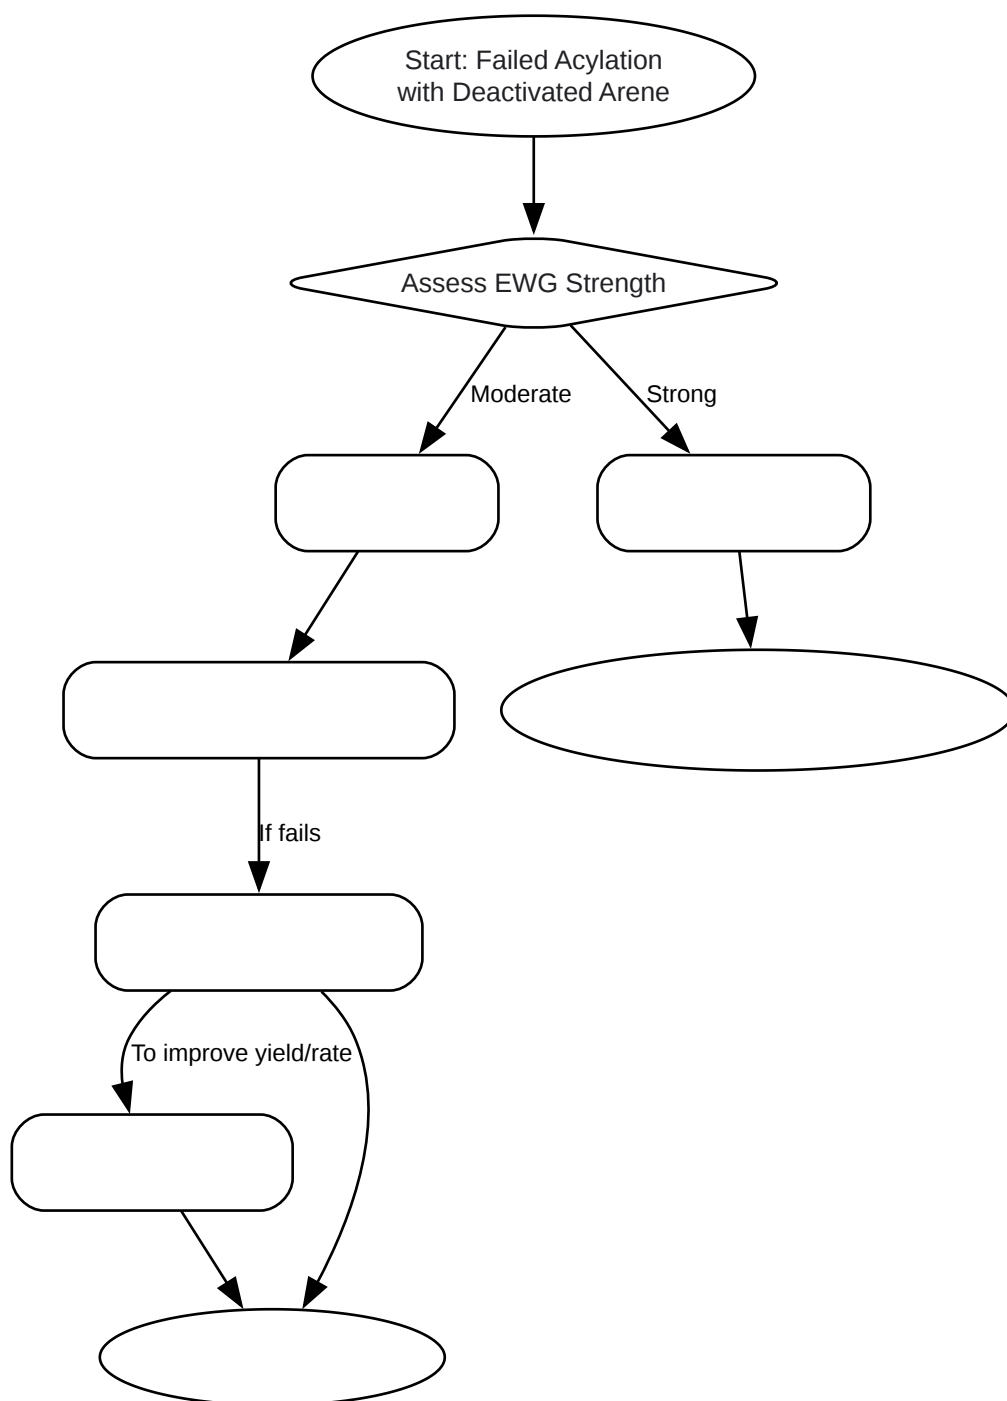 Start: Failed Acylation
with Deactivated Arene
Assess EWG Strength
Moderate
Strong
If fails
To improve yield/rate